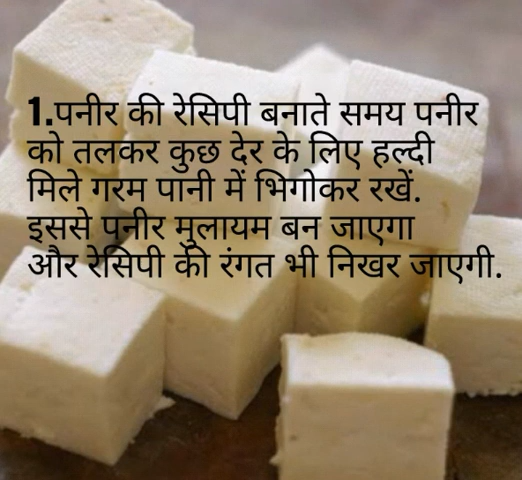 1.पनीर की रेसिपी बनाते समय पनीर
को तलकर कुछ देर के लिए हल्दी
मिले गरम पानी में भिगोकर रखें.
इससे पनीर मुलायम बन जाएगा
और रेसिपी की रंगत भी निखर जाएगी.